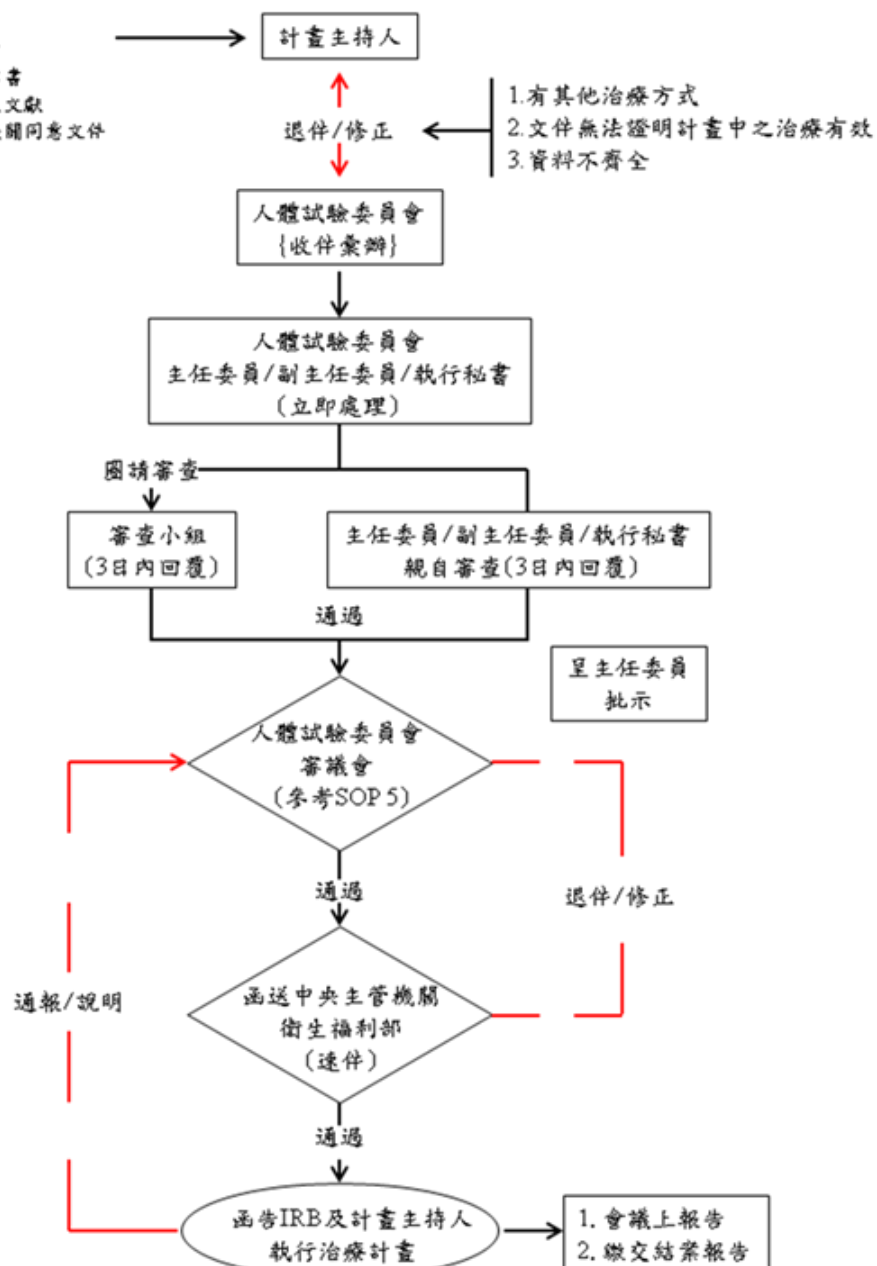 計畫主持人
書
文獻
關同意文件
退件/修正
1.有其他治療方式
2.文件無法證明計畫中之治療有效
3.資料不齊全
人體試驗委員會
{收件彙辦}
人體試驗委員會
主任委員/副主任委員/執行秘書
(立即處理)
圈請審查
審查小組
(3日內回覆)
主任委員/副主任委員/執行秘書
親自審查(3日內回覆)
通過
呈主任委員
批示
人體試驗委員會
審議會
(參考SOP 5)
通過
退件/修正
通報/說明
函送中央主管機關
衛生福利部
(速件)
通過
函告IRB及計畫主持人
執行治療計畫
1. 會議上報告
2. 繳交結案報告